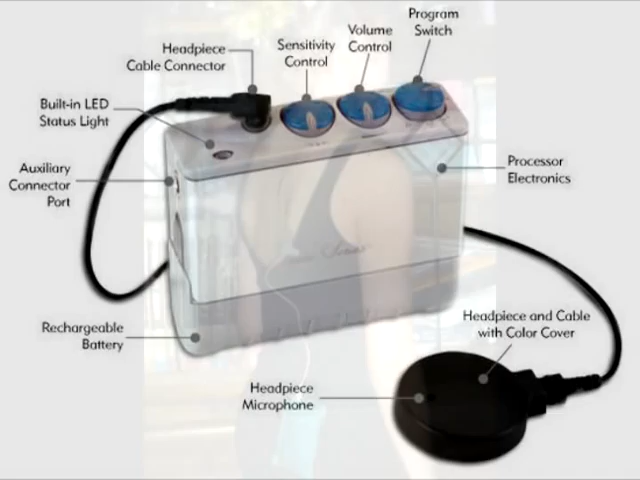 Program
Switch
Volume
Control
Sensitivity
Control
Headpiece
Cable Connector
Built-in LED
Status Light
Auxiliary
Connector
Port
Processor
Electronics
Rechargeable
Battery
Headpiece and Cable
with Color Cover
Headpiece
Microphone